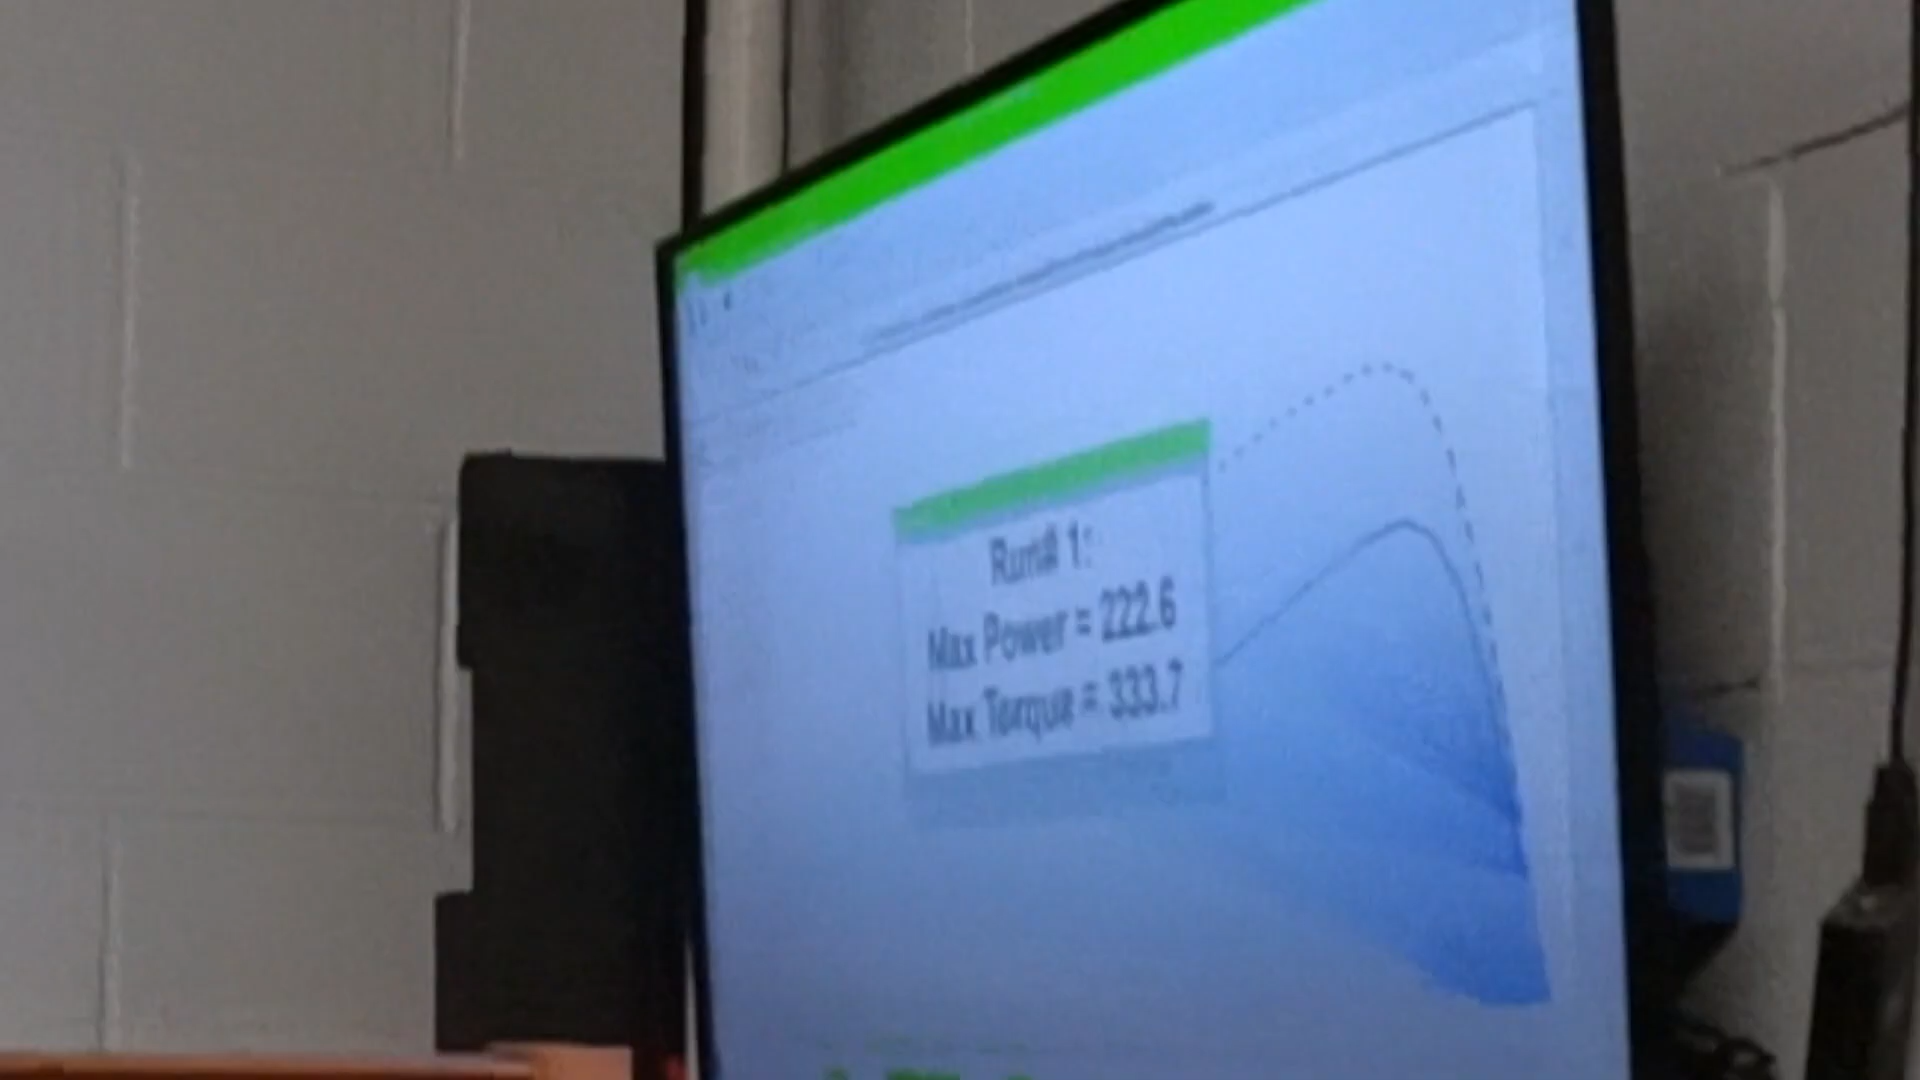 Run# 1:
Max Power = 222.6
Max Torque = 333.7